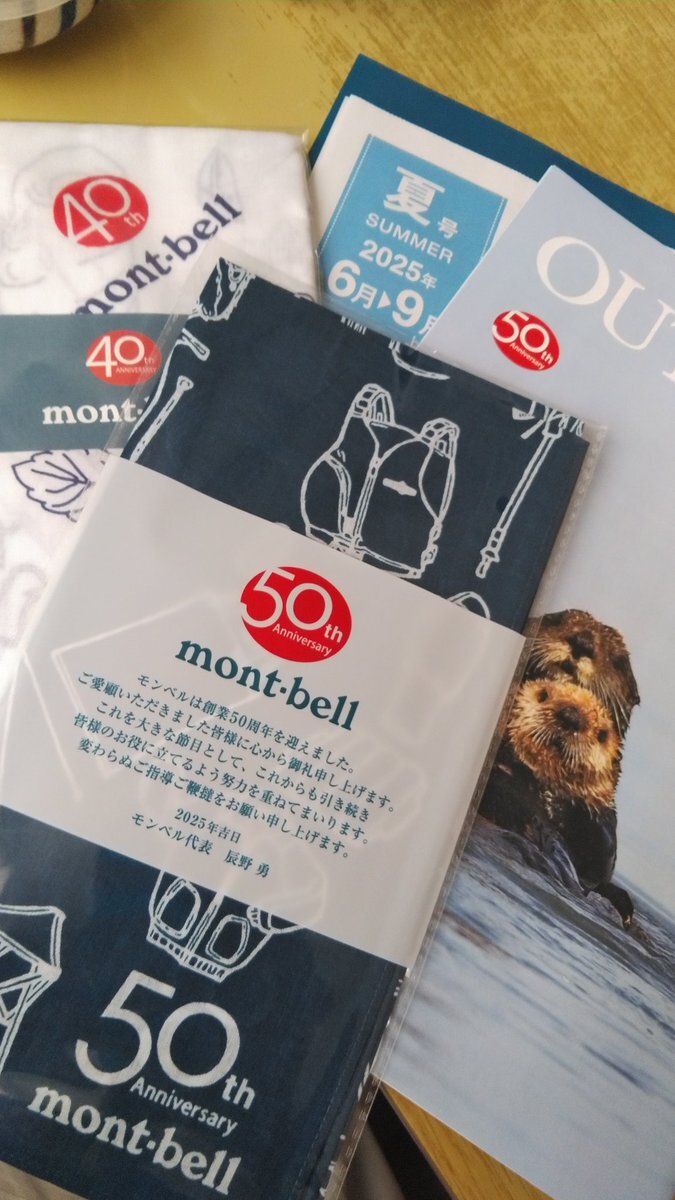 40th
mont·bell
40th
ANNIVERSARY
mont·
夏号
SUMMER
2025年
6月▶9月
OU
50th
Anniversary
50th
Anniversary
mont·bell
モンベルは創業50周年を迎えました。
ご愛顧いただきました皆様に心から御礼申し上げます。
これを大きな節目として、これからも引き続き
皆様のお役に立てるよう努力を重ねてまいります。
変わらぬご指導ご鞭撻をお願い申し上げます。
2025年吉日
モンベル代表 辰野 勇
50th
Anniversary
mont·bell